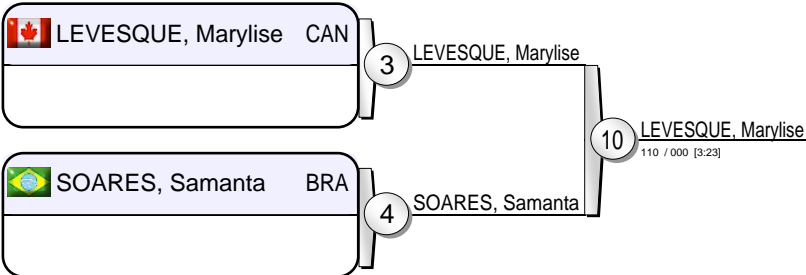 LEVESQUE, Marylise CAN
3
LEVESQUE, Marylise
10
LEVESQUE, Marylise
110 / 000 [3:23]
SOARES, Samanta BRA
4
SOARES, Samanta